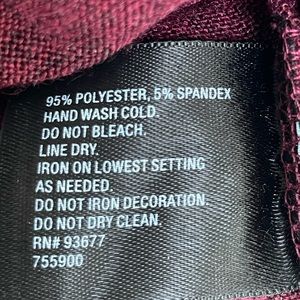 95% POLYESTER, 5% SPANDEX
HAND WASH COLD.
DO NOT BLEACH.
LINE DRY.
IRON ON LOWEST SETTING
AS NEEDED.
DO NOT IRON DECORATION.
DO NOT DRY CLEAN.
RN# 93677
755900